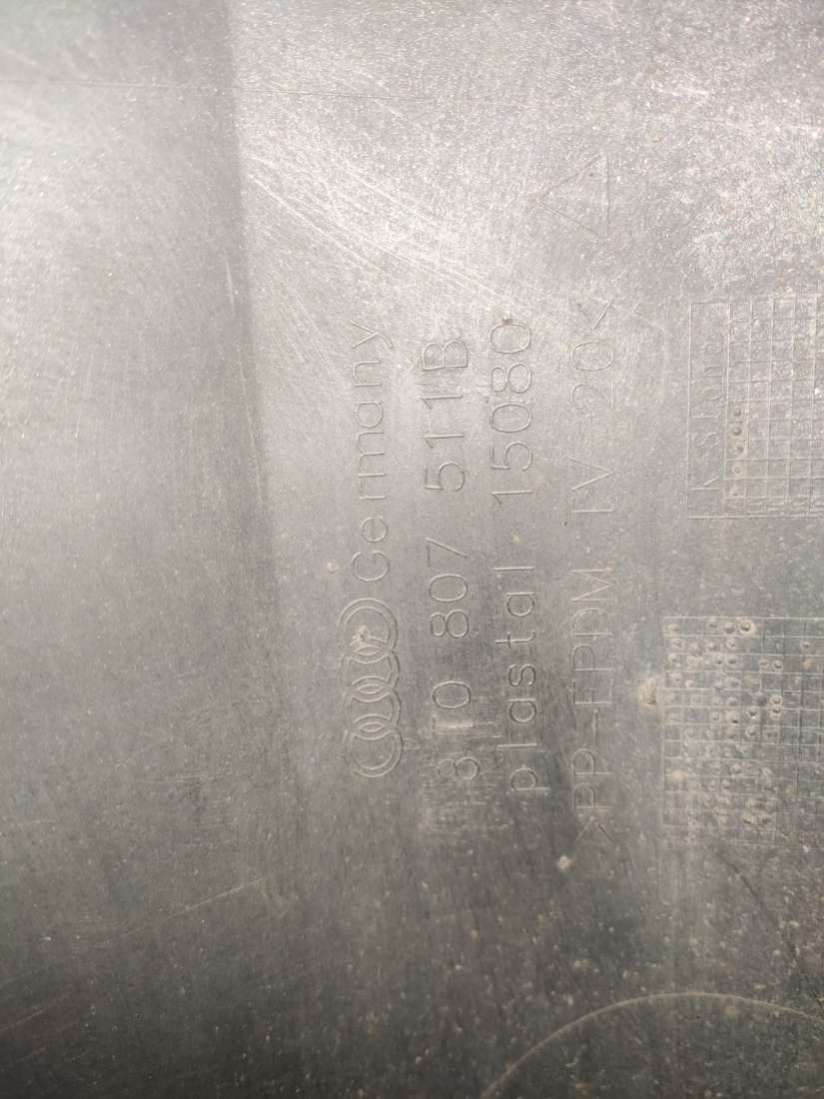 Germany
8T0 807 511B
plastal 15080
>PP-EPDM TV-20<